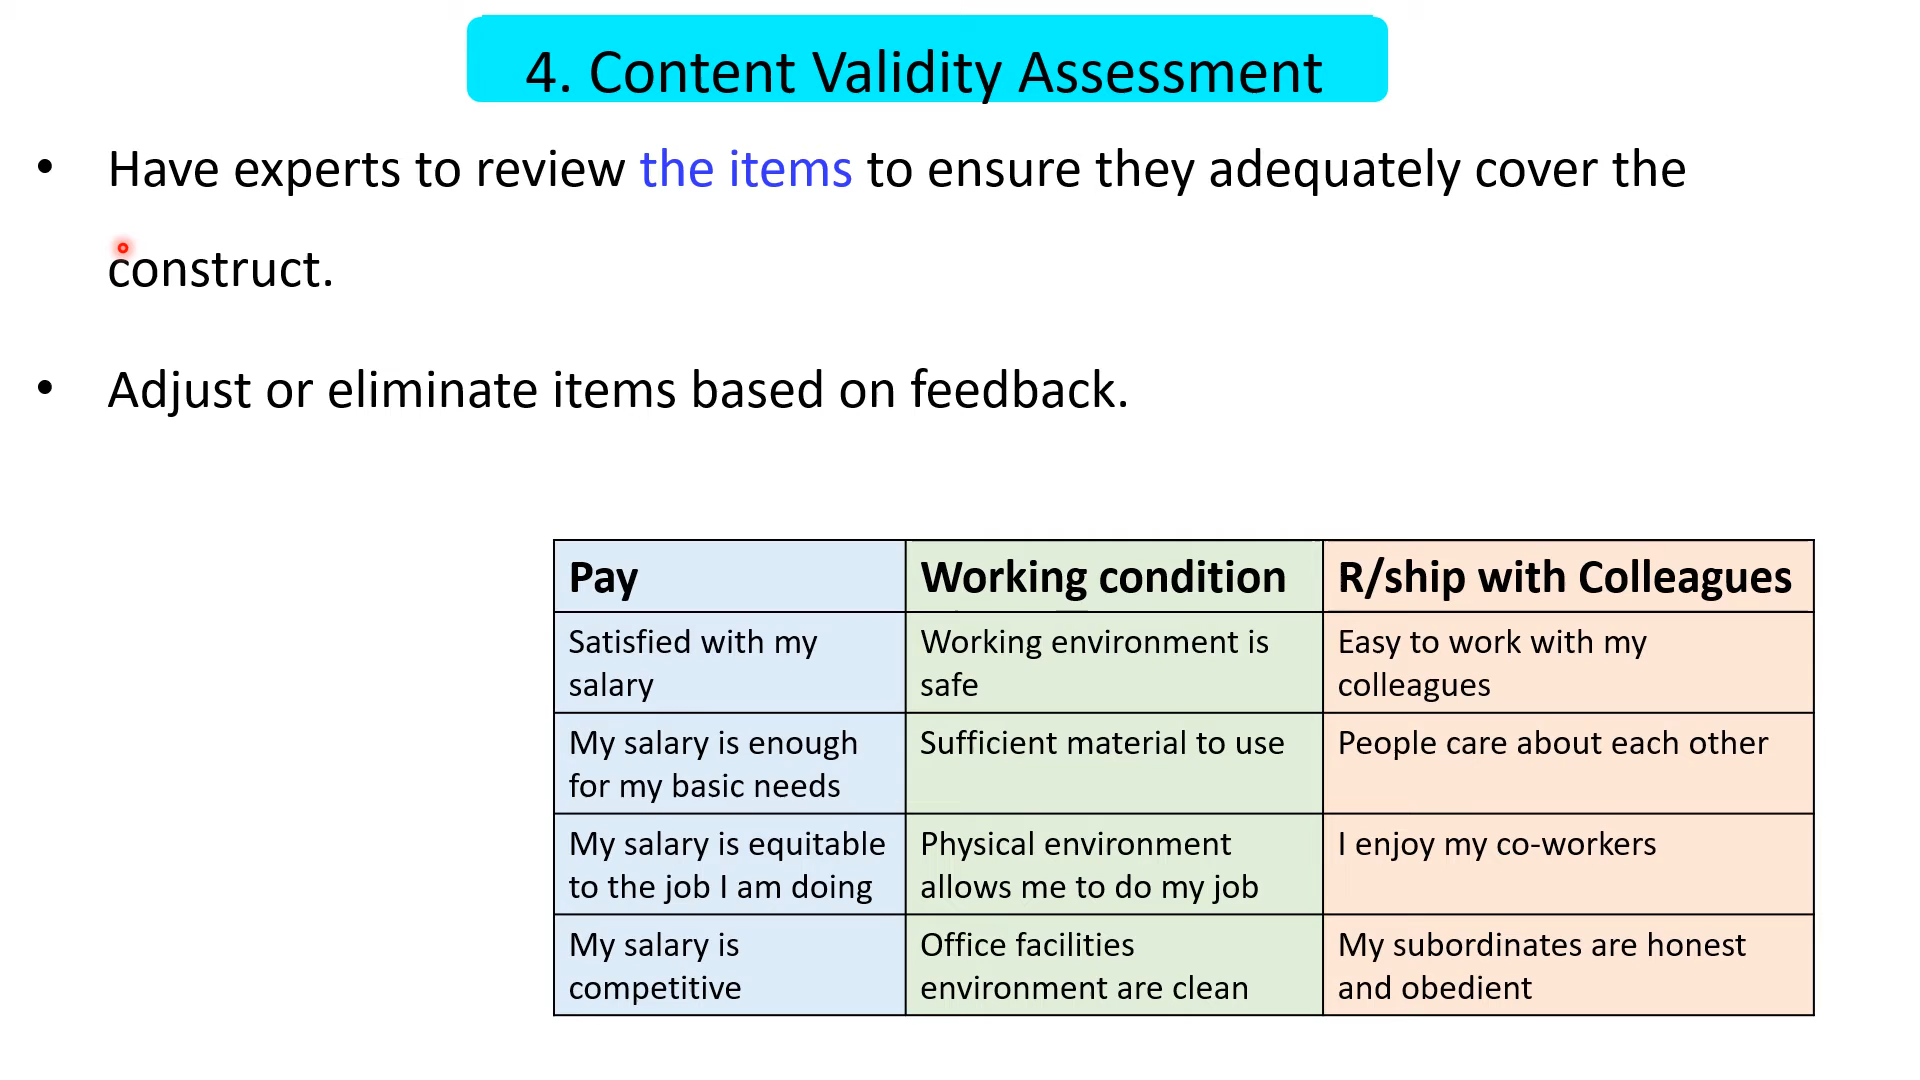 4. Content Validity Assessment
• Have experts to review the items to ensure they adequately cover the
construct.
• Adjust or eliminate items based on feedback.
Pay
Working condition
R/ship with Colleagues
Satisfied with my
salary
Working environment is
safe
Easy to work with my
colleagues
My salary is enough
for my basic needs
Sufficient material to use
People care about each other
My salary is equitable
to the job I am doing
Physical environment
allows me to do my job
I enjoy my co-workers
My salary is
competitive
Office facilities
environment are clean
My subordinates are honest
and obedient